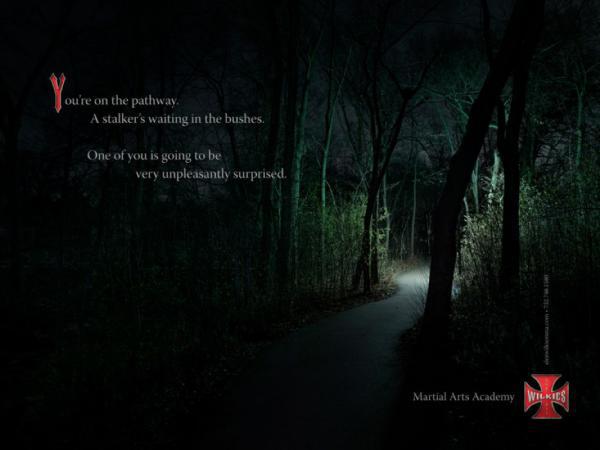 You're on the pathway.
A stalker's waiting in the bushes.
One of you is going to be
very unpleasantly surprised.
Martial Arts Academy
WILKIES